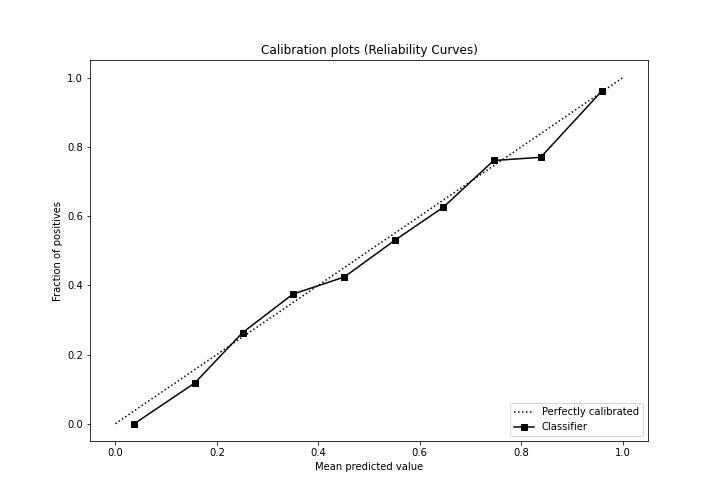 Calibration plots (Reliability Curves)
1.0
0.8
0.6
0.4
0.2
0.0
Fraction of positives
0.0 0.2 0.4 0.6 0.8 1.0
Mean predicted value
Perfectly calibrated
Classifier